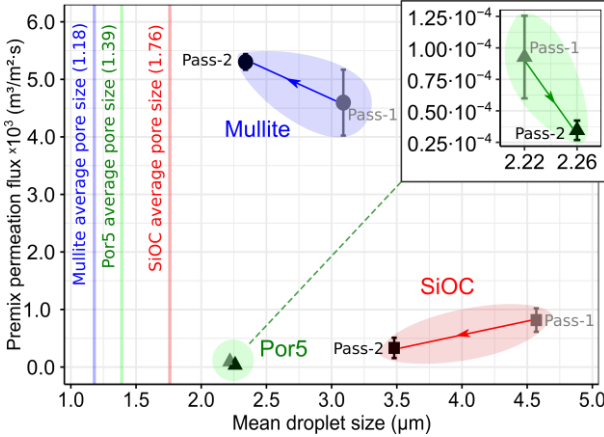 Premix permeation flux ×10³ (m³/m²·s)
6.0
5.0
4.0
3.0
2.0
1.0
0.0
Mullite average pore size (1.18)
Por5 average pore size (1.39)
SiOC average pore size (1.76)
Pass-2
Pass-1
Mullite
1.25·10⁻⁴
1.00·10⁻⁴
0.75·10⁻⁴
0.50·10⁻⁴
0.25·10⁻⁴
Pass-1
Pass-2
2.22
2.26
SiOC
Pass-1
Pass-2
Por5
1.0
1.5
2.0
2.5
3.0
3.5
4.0
4.5
5.0
Mean droplet size (μm)